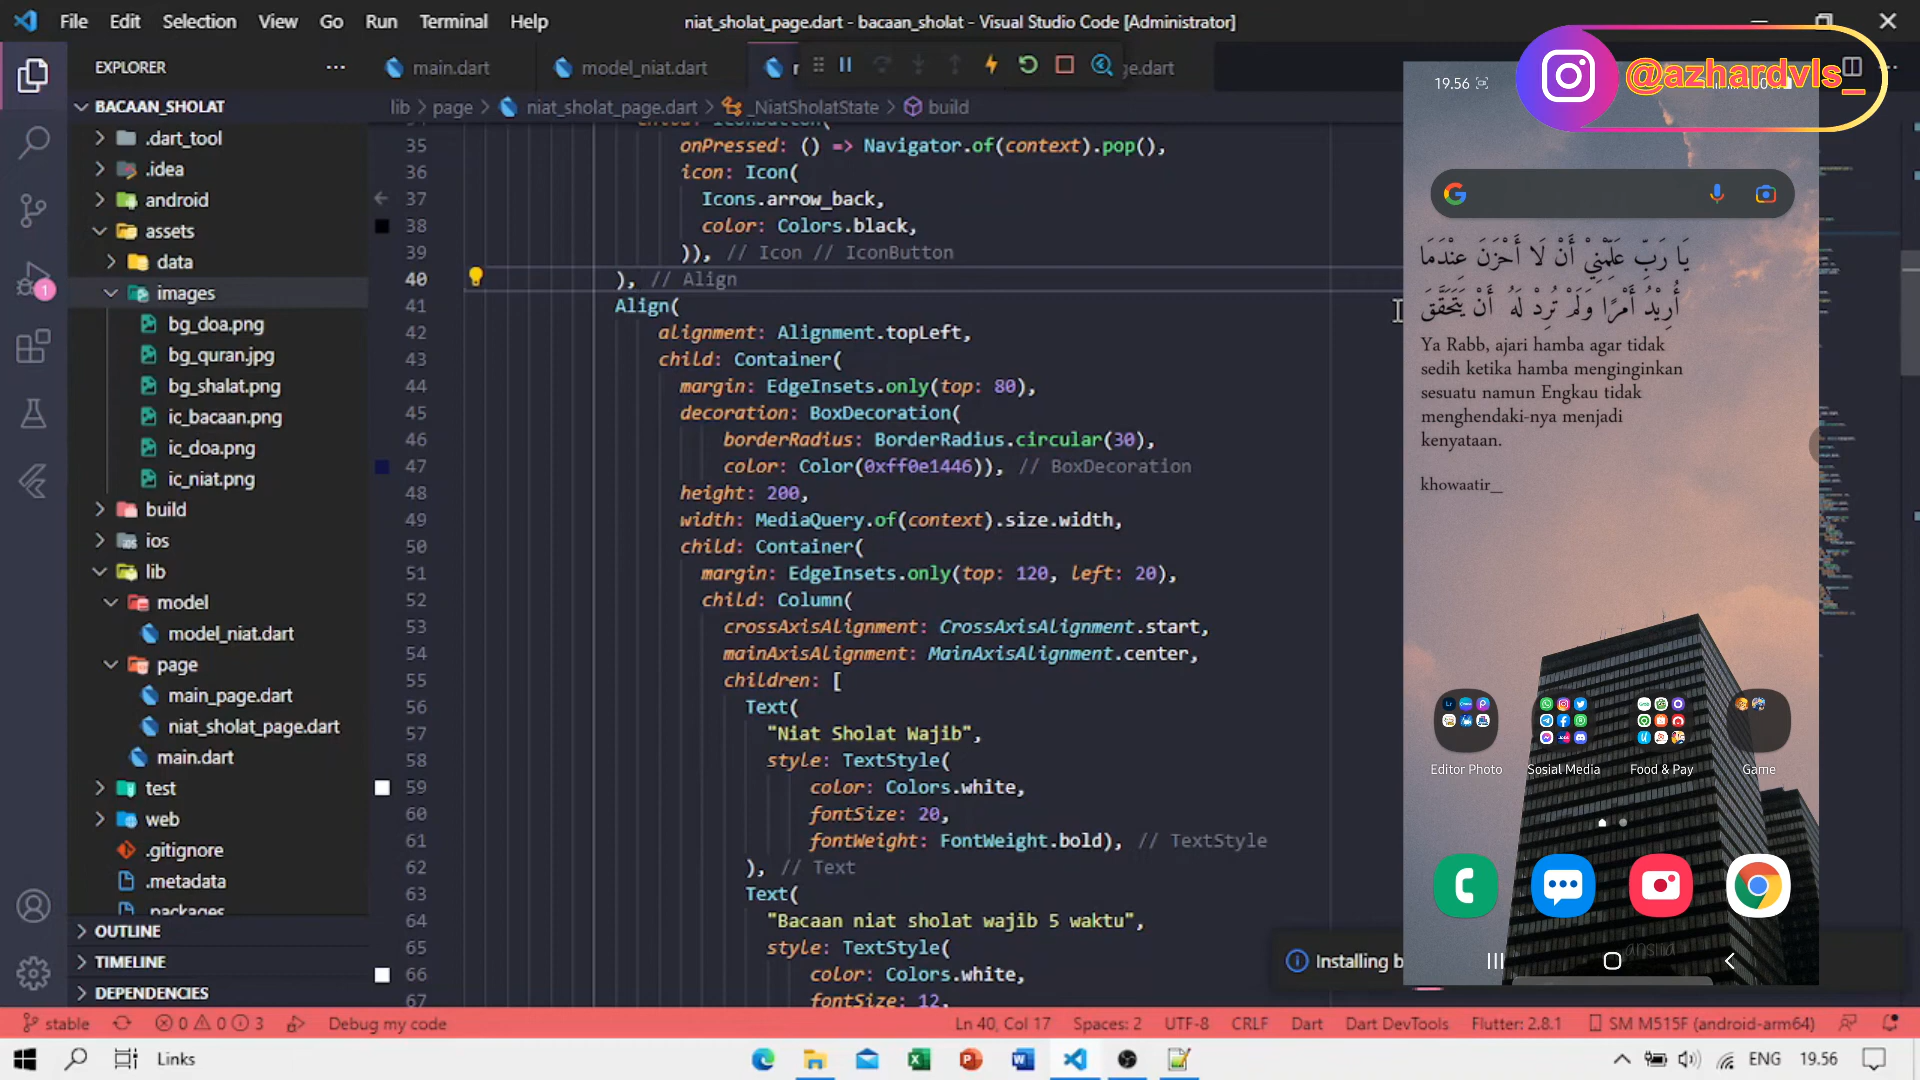 File Edit Selection View Go Run Terminal Help
niat_sholat_page.dart - bacaan_sholat - Visual Studio Code [Administrator]
@azhardvls_
EXPLORER
main.dart
model_niat.dart
ge.dart
lib page niat_sholat_page.dart _NiatSholatState build
BACAAN_SHOLAT
.dart_tool
.idea
android
assets
data
images
bg_doa.png
bg_quran.jpg
bg_shalat.png
ic_bacaan.png
ic_doa.png
ic_niat.png
build
ios
lib
model
model_niat.dart
page
main_page.dart
niat_sholat_page.dart
main.dart
test
web
.gitignore
.metadata
.packages
OUTLINE
TIMELINE
DEPENDENCIES
35 onPressed: () => Navigator.of(context).pop(),
36 icon: Icon(
37 Icons.arrow_back,
38 color: Colors.black,
39 )), // Icon // IconButton
40 ), // Align
41 Align(
42 alignment: Alignment.topLeft,
43 child: Container(
44 margin: EdgeInsets.only(top: 80),
45 decoration: BoxDecoration(
46 borderRadius: BorderRadius.circular(30),
47 color: Color(0xff0e1446)), // BoxDecoration
48 height: 200,
49 width: MediaQuery.of(context).size.width,
50 child: Container(
51 margin: EdgeInsets.only(top: 120, left: 20),
52 child: Column(
53 crossAxisAlignment: CrossAxisAlignment.start,
54 mainAxisAlignment: MainAxisAlignment.center,
55 children: [
56 Text(
57 "Niat Sholat Wajib",
58 style: TextStyle(
59 color: Colors.white,
60 fontSize: 20,
61 fontWeight: FontWeight.bold), // TextStyle
62 ), // Text
63 Text(
64 "Bacaan niat sholat wajib 5 waktu",
65 style: TextStyle(
66 color: Colors.white,
67 fontSize: 12,
19.56
يَا رَبِّ عَلِّمْنِيْ أَنْ لَا أَحْزَنَ عِنْدَمَا
أُرِيْدُ أَمْرًا وَلَمْ تُرِدْ لَهُ أَنْ يَتَحَقَّقَ
Ya Rabb, ajari hamba agar tidak
sedih ketika hamba menginginkan
sesuatu namun Engkau tidak
menghendaki-nya menjadi
kenyataan.
khowaatir_
Editor Photo Sosial Media Food & Pay Game
Installing b
stable 0 0 3 Debug my code
Ln 40, Col 17 Spaces: 2 UTF-8 CRLF Dart Dart DevTools Flutter: 2.8.1 SM M515F (android-arm64)
Links
ENG 19.56